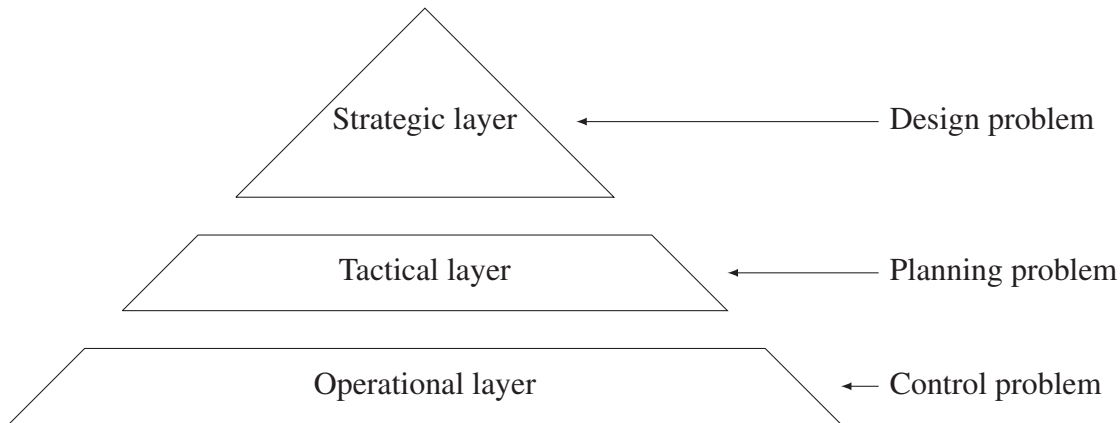 Strategic layer
Design problem
Tactical layer
Planning problem
Operational layer
Control problem